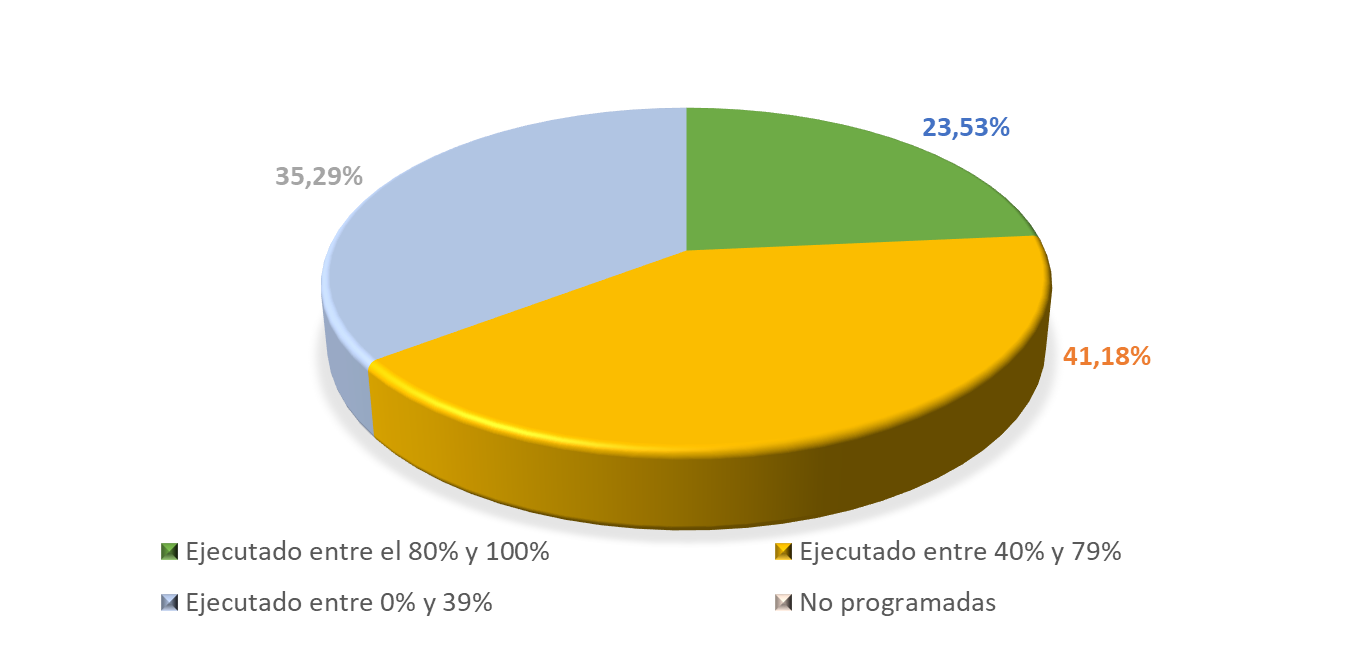 23,53%
35,29%
41,18%
Ejecutado entre el 80% y 100%
Ejecutado entre 40% y 79%
Ejecutado entre 0% y 39%
No programadas